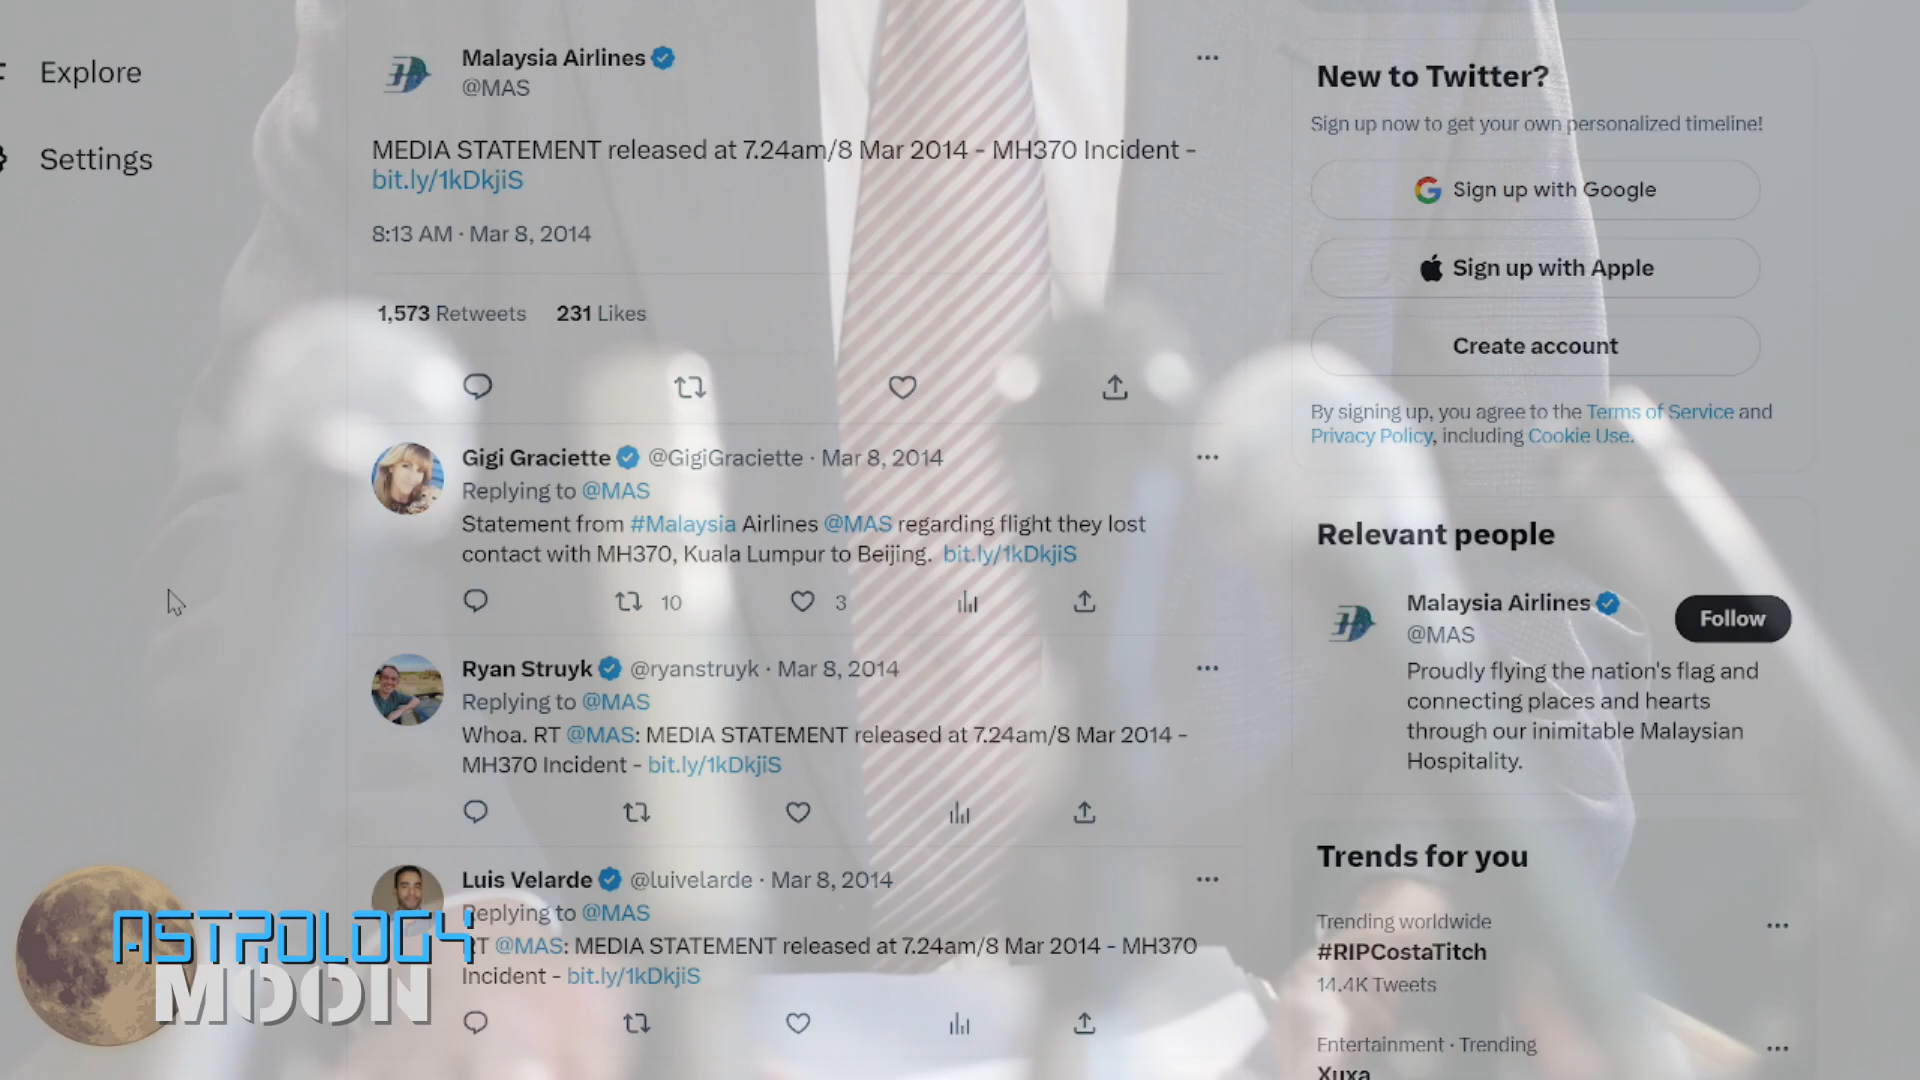 Explore
Settings
Malaysia Airlines
@MAS
MEDIA STATEMENT released at 7.24am/8 Mar 2014 - MH370 Incident -
bit.ly/1kDkjiS
8:13 AM · Mar 8, 2014
1,573 Retweets 231 Likes
Gigi Graciette @GigiGraciette · Mar 8, 2014
Replying to @MAS
Statement from #Malaysia Airlines @MAS regarding flight they lost
contact with MH370, Kuala Lumpur to Beijing. bit.ly/1kDkjiS
10 3
Ryan Struyk @ryanstruyk · Mar 8, 2014
Replying to @MAS
Whoa. RT @MAS: MEDIA STATEMENT released at 7.24am/8 Mar 2014 -
MH370 Incident - bit.ly/1kDkjiS
Luis Velarde @luivelarde · Mar 8, 2014
Replying to @MAS
RT @MAS: MEDIA STATEMENT released at 7.24am/8 Mar 2014 - MH370
Incident - bit.ly/1kDkjiS
New to Twitter?
Sign up now to get your own personalized timeline!
Sign up with Google
Sign up with Apple
Create account
By signing up, you agree to the Terms of Service and
Privacy Policy, including Cookie Use.
Relevant people
Malaysia Airlines
@MAS
Follow
Proudly flying the nation's flag and
connecting places and hearts
through our inimitable Malaysian
Hospitality.
Trends for you
Trending worldwide
#RIPCostaTitch
14.4K Tweets
Entertainment · Trending
Xuxa
ASTROLOGY
MOON